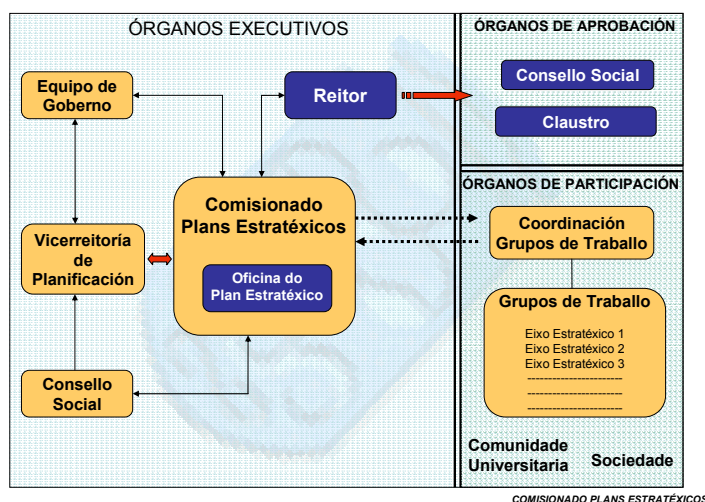 ÓRGANOS EXECUTIVOS
Equipo de
Goberno
Reitor
Comisionado
Plans Estratéxicos
Oficina do
Plan Estratéxico
Vicerreitoría
de
Planificación
Consello
Social
ÓRGANOS DE APROBACIÓN
Consello Social
Claustro
ÓRGANOS DE PARTICIPACIÓN
Coordinación
Grupos de Traballo
Grupos de Traballo
Eixo Estratéxico 1
Eixo Estratéxico 2
Eixo Estratéxico 3
-----------------------
-----------------------
-----------------------
Comunidade
Universitaria
Sociedade
COMISIONADO PLANS ESTRATÉXICOS